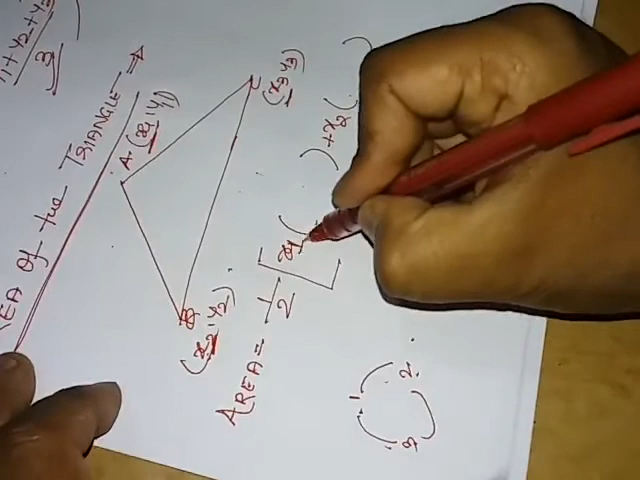 1+y2+y3
3
AREA of the TRIANGLE →
A (x1, y1)
C
(x3 y3)
B
(x2, y2)
AREA = 1/2 [ x1 ( ) + x2 (
1
2
3